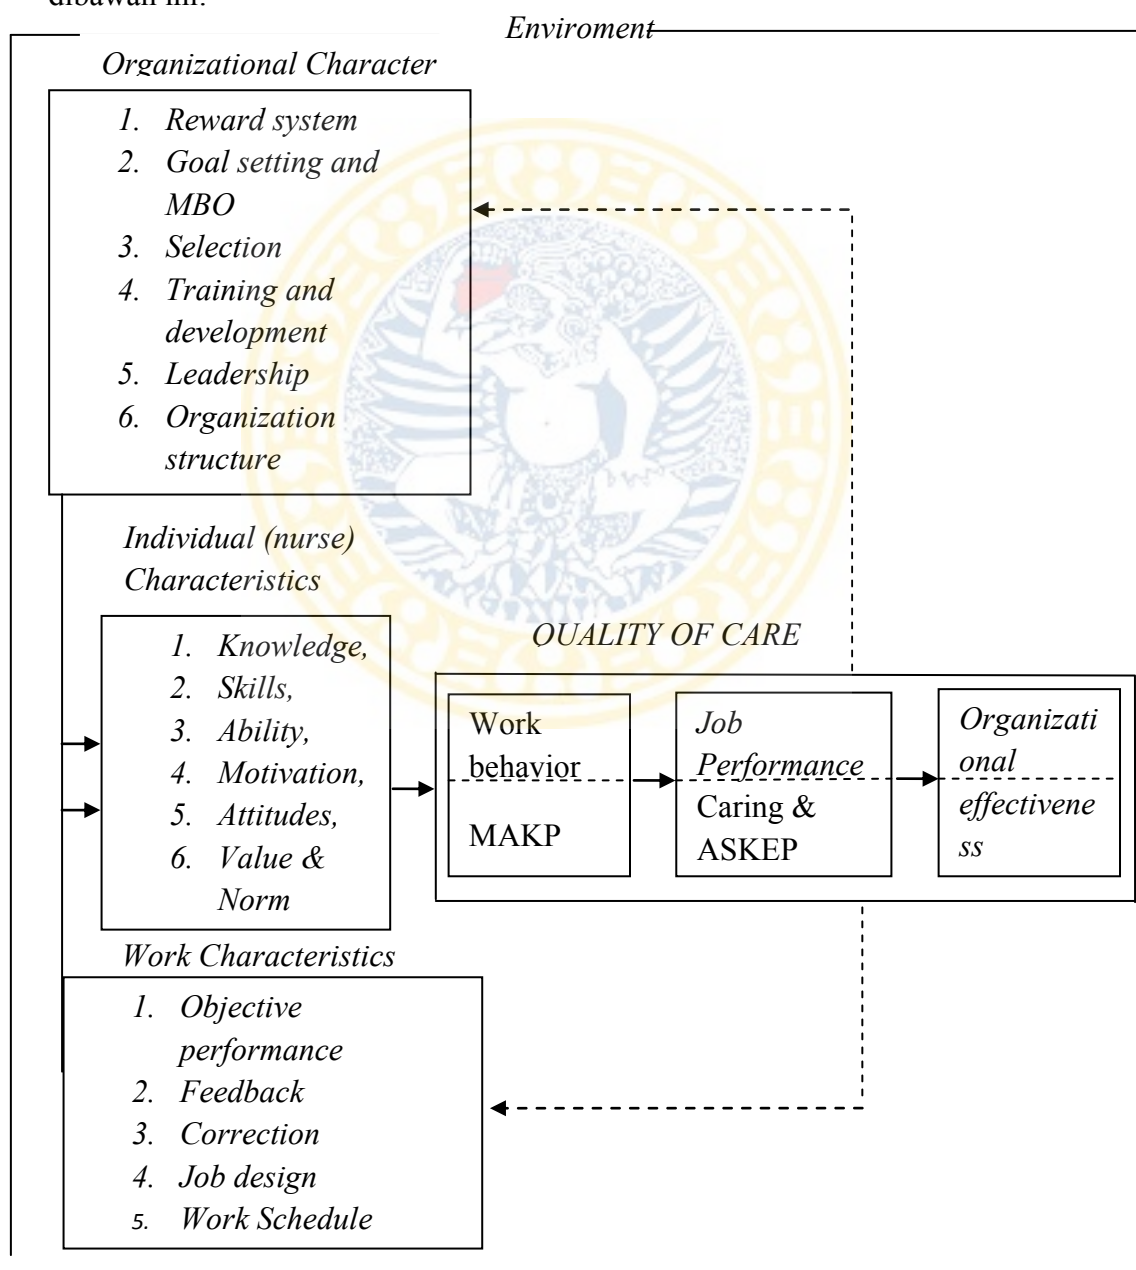 dibawah ini.
Enviroment
Organizational Character
1. Reward system
2. Goal setting and
MBO
3. Selection
4. Training and
development
5. Leadership
6. Organization
structure
Individual (nurse)
Characteristics
1. Knowledge,
2. Skills,
3. Ability,
4. Motivation,
5. Attitudes,
6. Value &
Norm
QUALITY OF CARE
Work
behavior
MAKP
Job
Performance
Caring &
ASKEP
Organizati
onal
effectivene
ss
Work Characteristics
1. Objective
performance
2. Feedback
3. Correction
4. Job design
5. Work Schedule